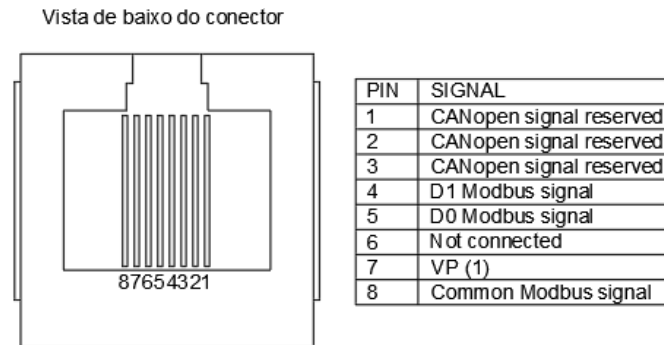 Vista de baixo do conector
PIN SIGNAL
1 CANopen signal reserved
2 CANopen signal reserved
3 CANopen signal reserved
4 D1 Modbus signal
5 D0 Modbus signal
6 Not connected
7 VP (1)
8 Common Modbus signal
87654321